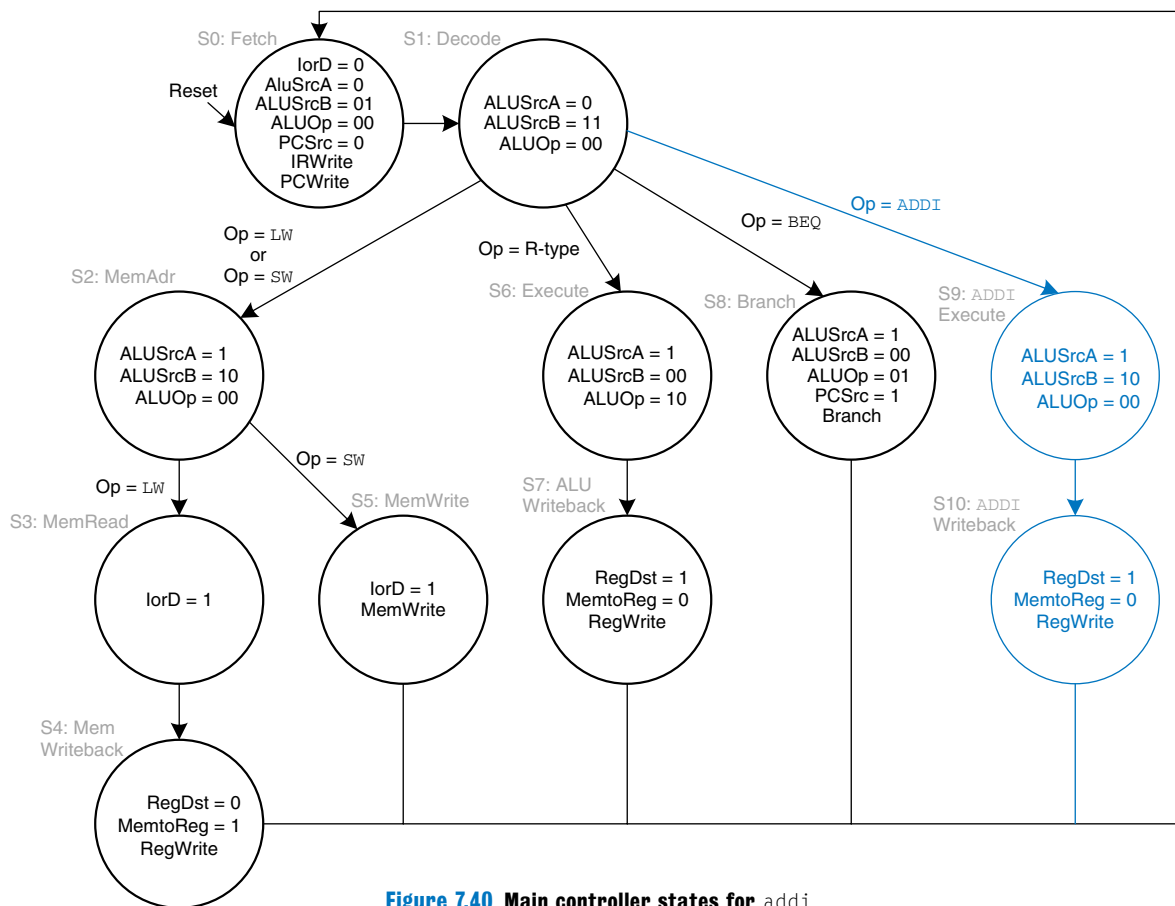 S0: Fetch
S1: Decode
Reset
IorD = 0
AluSrcA = 0
ALUSrcB = 01
ALUOp = 00
PCSrc = 0
IRWrite
PCWrite
ALUSrcA = 0
ALUSrcB = 11
ALUOp = 00
Op = ADDI
Op = BEQ
Op = LW
or
Op = SW
Op = R-type
S2: MemAdr
S6: Execute
S8: Branch
S9: ADDI
Execute
ALUSrcA = 1
ALUSrcB = 10
ALUOp = 00
ALUSrcA = 1
ALUSrcB = 00
ALUOp = 10
ALUSrcA = 1
ALUSrcB = 00
ALUOp = 01
PCSrc = 1
Branch
ALUSrcA = 1
ALUSrcB = 10
ALUOp = 00
Op = SW
Op = LW
S3: MemRead
S5: MemWrite
S7: ALU
Writeback
S10: ADDI
Writeback
IorD = 1
IorD = 1
MemWrite
RegDst = 1
MemtoReg = 0
RegWrite
RegDst = 1
MemtoReg = 0
RegWrite
S4: Mem
Writeback
RegDst = 0
MemtoReg = 1
RegWrite
Figure 7.40 Main controller states for addi